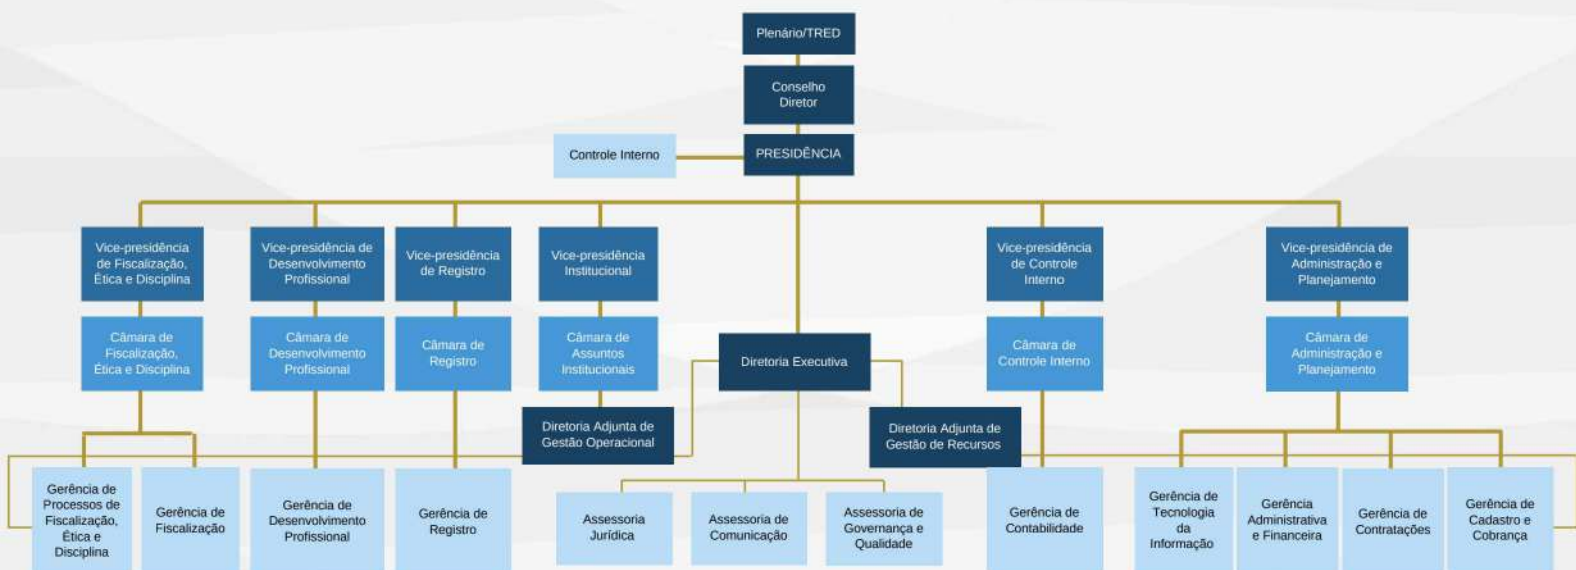 Plenário/TRED
Conselho
Diretor
Controle Interno
PRESIDÊNCIA
Vice-presidência
de Fiscalização,
Ética e Disciplina
Vice-presidência de
Desenvolvimento
Profissional
Vice-presidência
de Registro
Vice-presidência
Institucional
Vice-presidência
de Controle
Interno
Vice-presidência de
Administração e
Planejamento
Câmara de
Fiscalização,
Ética e Disciplina
Câmara de
Desenvolvimento
Profissional
Câmara de
Registro
Câmara de
Assuntos
Institucionais
Diretoria Executiva
Câmara de
Controle Interno
Câmara de
Administração e
Planejamento
Diretoria Adjunta de
Gestão Operacional
Diretoria Adjunta de
Gestão de Recursos
Gerência de
Processos de
Fiscalização,
Ética e
Disciplina
Gerência de
Fiscalização
Gerência de
Desenvolvimento
Profissional
Gerência de
Registro
Assessoria
Jurídica
Assessoria de
Comunicação
Assessoria de
Governança e
Qualidade
Gerência de
Contabilidade
Gerência de
Tecnologia
da
Informação
Gerência
Administrativa
e Financeira
Gerência de
Contratações
Gerência de
Cadastro e
Cobrança